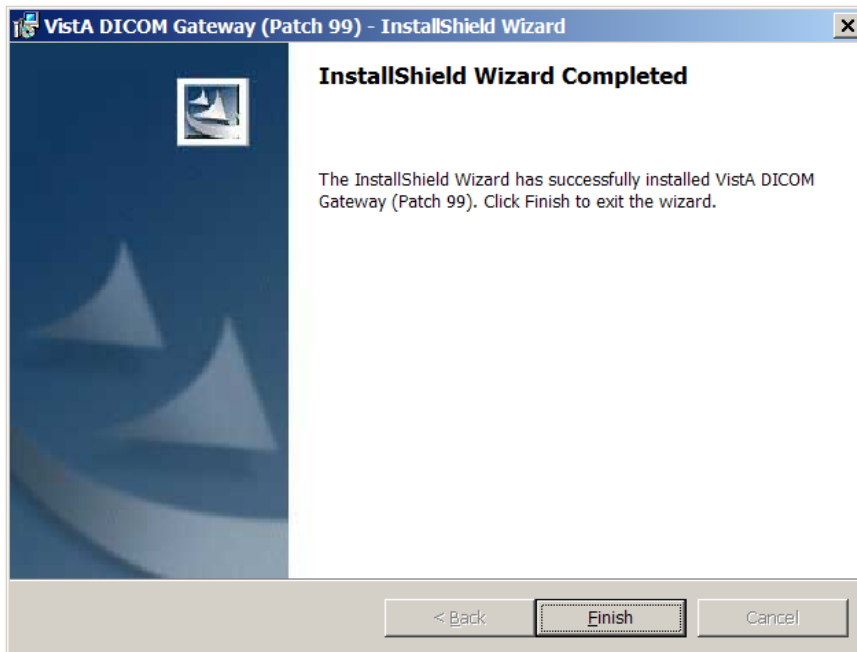 VistA DICOM Gateway (Patch 99) - InstallShield Wizard
InstallShield Wizard Completed
The InstallShield Wizard has successfully installed VistA DICOM
Gateway (Patch 99). Click Finish to exit the wizard.
< Back Finish Cancel